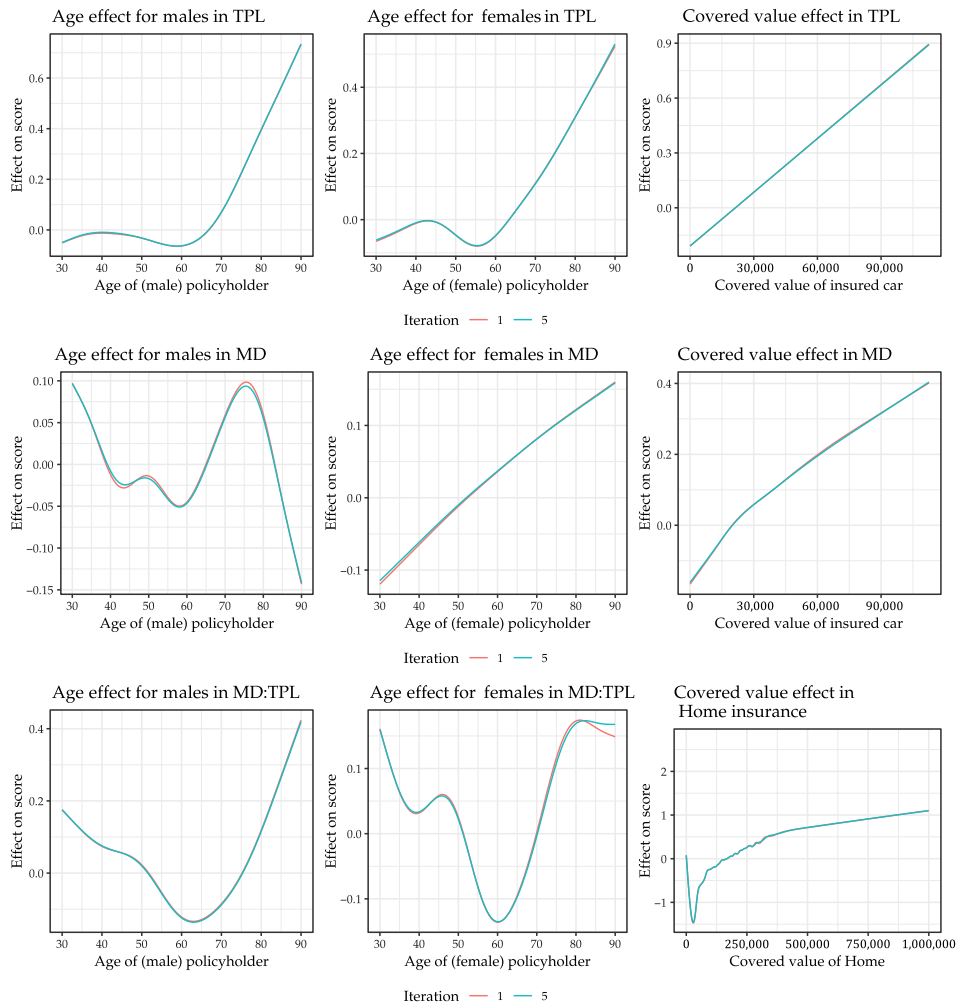 Age effect for males in TPL
Age effect for females in TPL
Covered value effect in TPL
Effect on score
0.6
0.4
0.2
0.0
30 40 50 60 70 80 90
Age of (male) policyholder
Effect on score
0.4
0.2
0.0
30 40 50 60 70 80 90
Age of (female) policyholder
Effect on score
0.9
0.6
0.3
0.0
0 30,000 60,000 90,000
Covered value of insured car
Iteration 1 5
Age effect for males in MD
Age effect for females in MD
Covered value effect in MD
Effect on score
0.10
0.05
0.00
−0.05
−0.10
−0.15
30 40 50 60 70 80 90
Age of (male) policyholder
Effect on score
0.1
0.0
−0.1
30 40 50 60 70 80 90
Age of (female) policyholder
Effect on score
0.4
0.2
0.0
0 30,000 60,000 90,000
Covered value of insured car
Iteration 1 5
Age effect for males in MD:TPL
Age effect for females in MD:TPL
Covered value effect in
Home insurance
Effect on score
0.4
0.2
0.0
30 40 50 60 70 80 90
Age of (male) policyholder
Effect on score
0.1
0.0
−0.1
30 40 50 60 70 80 90
Age of (female) policyholder
Effect on score
2
1
0
−1
0 250,000 500,000 750,000 1,000,000
Covered value of Home
Iteration 1 5